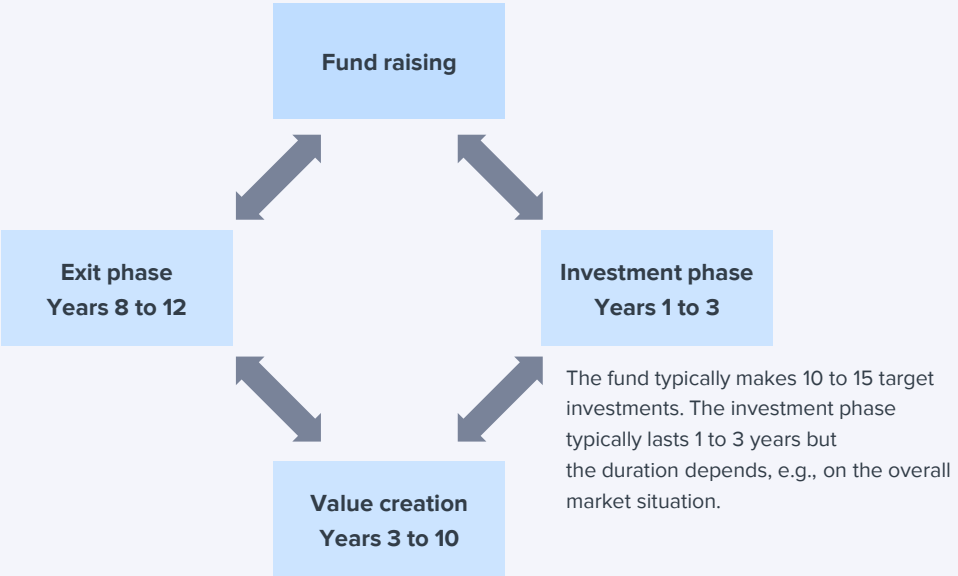 Fund raising
Exit phase
Years 8 to 12
Investment phase
Years 1 to 3
The fund typically makes 10 to 15 target
investments. The investment phase
typically lasts 1 to 3 years but
the duration depends, e.g., on the overall
market situation.
Value creation
Years 3 to 10